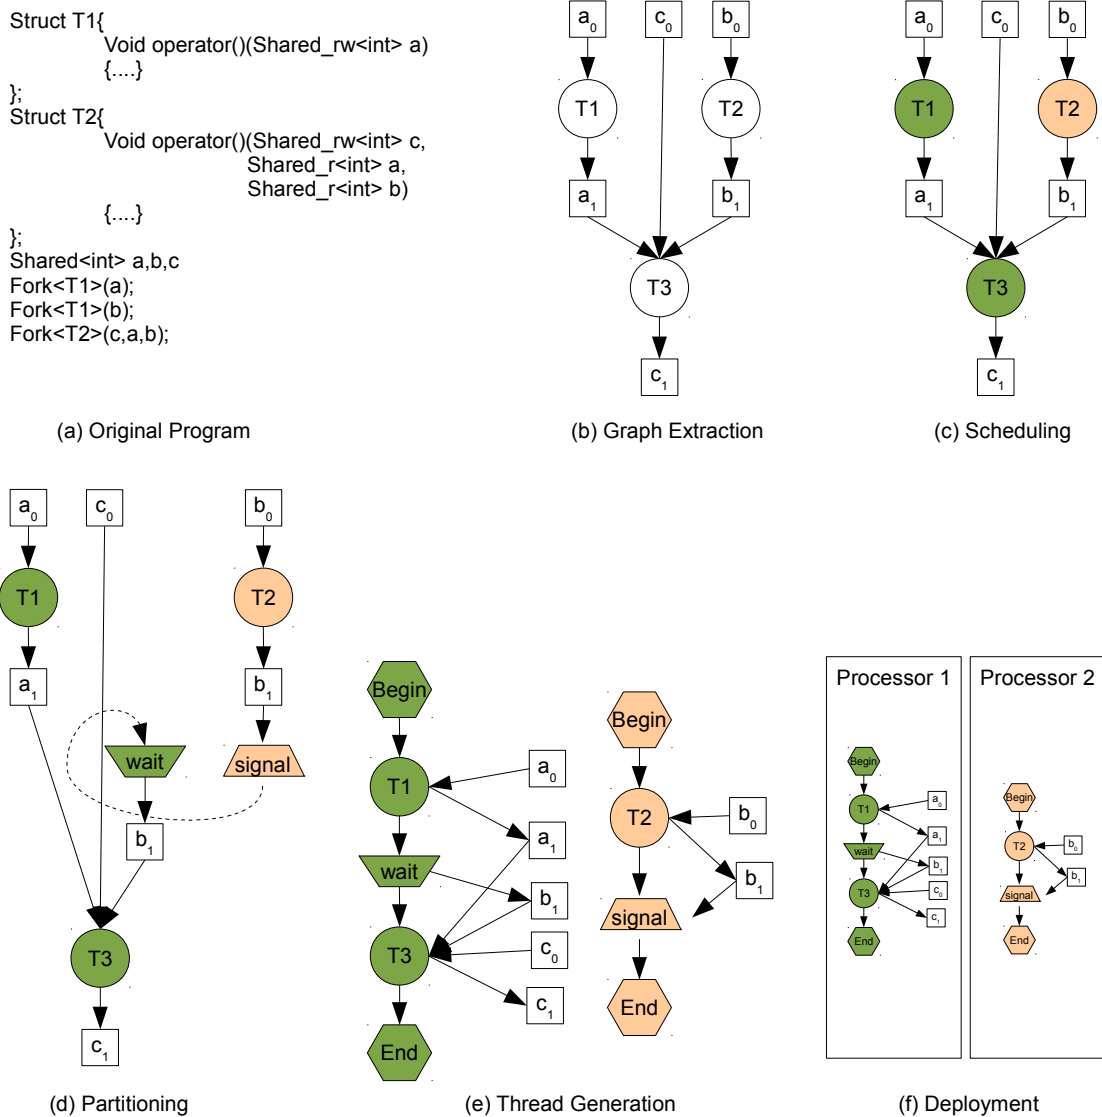 Struct T1{
Void operator()(Shared_rw<int> a)
{....}
};
Struct T2{
Void operator()(Shared_rw<int> c,
Shared_r<int> a,
Shared_r<int> b)
{....}
};
Shared<int> a,b,c
Fork<T1>(a);
Fork<T1>(b);
Fork<T2>(c,a,b);
(a) Original Program
a0 c0 b0
T1 T2
a1 b1
T3
c1
(b) Graph Extraction
a0 c0 b0
T1 T2
a1 b1
T3
c1
(c) Scheduling
a0 c0 b0
T1 T2
a1 b1
wait signal
b1
T3
c1
(d) Partitioning
Begin
T1 a0
a1
wait
b1
T3 c0
c1
End
Begin
T2 b0
b1
signal
End
(e) Thread Generation
Processor 1
Begin
T1 a0
a1
wait
b1
T3 c0
c1
End
Processor 2
Begin
T2 b0
b1
signal
End
(f) Deployment